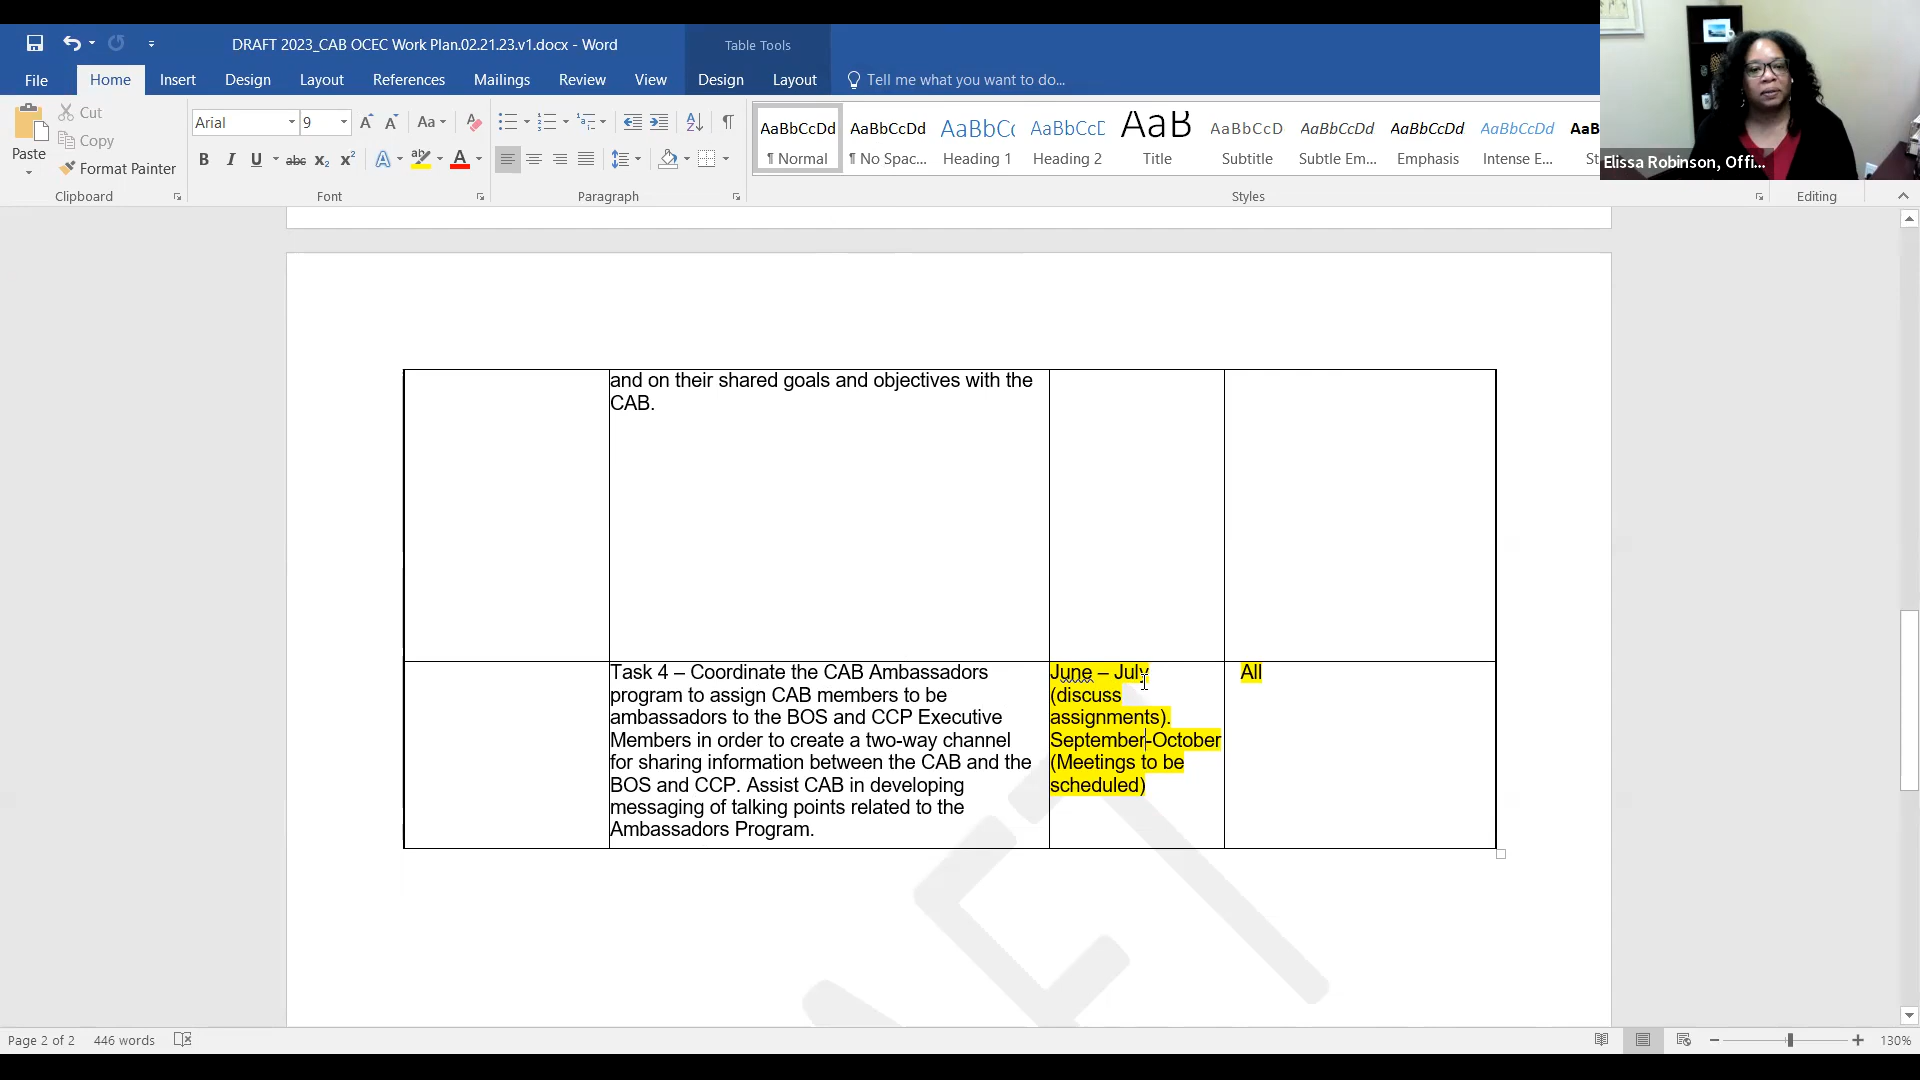 DRAFT 2023_CAB OCEC Work Plan.02.21.23.v1.docx - Word
Table Tools
File
Home
Insert
Design
Layout
References
Mailings
Review
View
Design
Layout
Tell me what you want to do...
Paste
Cut
Copy
Format Painter
Clipboard
Arial
9
Font
Paragraph
AaBbCcDd
¶ Normal
AaBbCcDd
¶ No Spac...
AaBbCc
Heading 1
AaBbCcD
Heading 2
AaB
Title
AaBbCcD
Subtitle
AaBbCcDd
Subtle Em...
AaBbCcDd
Emphasis
AaBbCcDd
Intense E...
AaB
St
Styles
Editing
Elissa Robinson, Offi...
and on their shared goals and objectives with the
CAB.
Task 4 – Coordinate the CAB Ambassadors
program to assign CAB members to be
ambassadors to the BOS and CCP Executive
Members in order to create a two-way channel
for sharing information between the CAB and the
BOS and CCP. Assist CAB in developing
messaging of talking points related to the
Ambassadors Program.
June – July
(discuss
assignments).
September-October
(Meetings to be
scheduled)
All
Page 2 of 2
446 words
130%